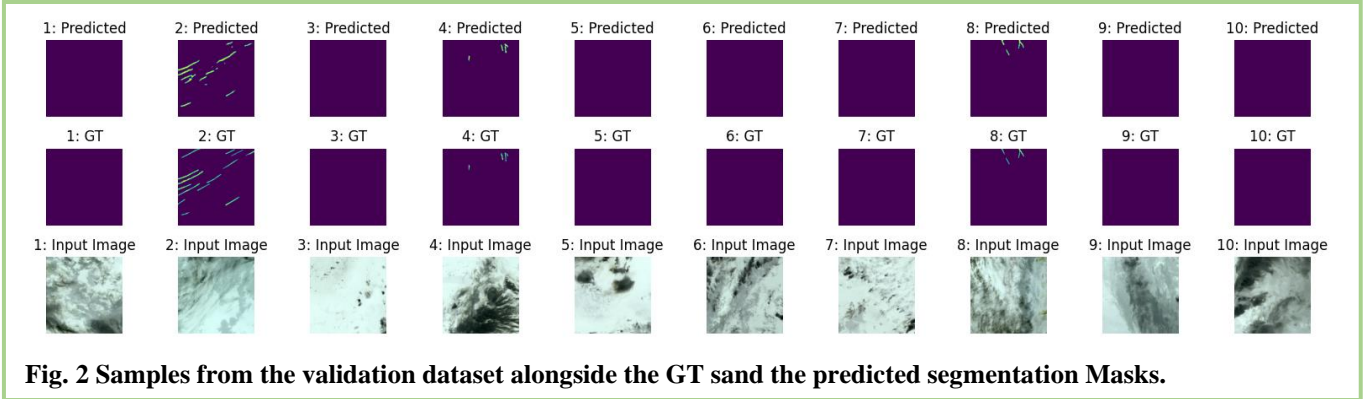 1: Predicted 2: Predicted 3: Predicted 4: Predicted 5: Predicted 6: Predicted 7: Predicted 8: Predicted 9: Predicted 10: Predicted
1: GT 2: GT 3: GT 4: GT 5: GT 6: GT 7: GT 8: GT 9: GT 10: GT
1: Input Image 2: Input Image 3: Input Image 4: Input Image 5: Input Image 6: Input Image 7: Input Image 8: Input Image 9: Input Image 10: Input Image
Fig. 2 Samples from the validation dataset alongside the GT sand the predicted segmentation Masks.